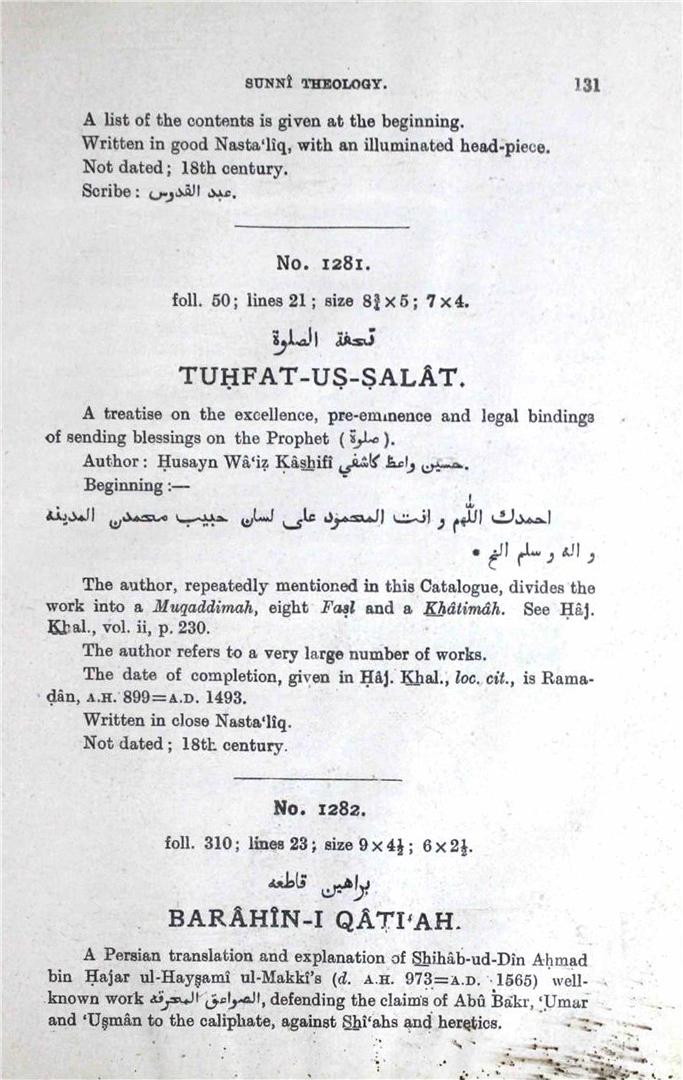 SUNNÎ THEOLOGY. 131
A list of the contents is given at the beginning.
Written in good Nasta‘lîq, with an illuminated head-piece.
Not dated; 18th century.
Scribe: عبد القدوس.
No. 1281.
foll. 50; lines 21; size 8¾ × 5; 7 × 4.
تحفة الصلوة
TUḤFAT-UṢ-ṢALÂT.
A treatise on the excellence, pre-eminence and legal bindings
of sending blessings on the Prophet (صلوة).
Author: Ḥusayn Wâ‘iẓ Kâshifî حسين واعظ كاشفي.
Beginning:—
احمدك اللهم و انت المحمود على لسان حبيب محمدن المدينه
و اله و سلم الخ •
The author, repeatedly mentioned in this Catalogue, divides the
work into a Muqaddimah, eight Faṣl and a Khâtimâh. See Ḥâj.
Khal., vol. ii, p. 230.
The author refers to a very large number of works.
The date of completion, given in Ḥâj. Khal., loc. cit., is Rama-
ḍân, A.H. 899=A.D. 1493.
Written in close Nasta‘lîq.
Not dated; 18th century.
No. 1282.
foll. 310; lines 23; size 9 × 4½; 6 × 2½.
براهين قاطعه
BARÂHÎN-I QÂṬI‘AH.
A Persian translation and explanation of Shihâb-ud-Dîn Aḥmad
bin Ḥajar ul-Hayṣamî ul-Makkî’s (d. A.H. 973=A.D. 1565) well-
known work الصواعق المحرقه, defending the claims of Abû Bakr, ‘Umar
and ‘Uṣmân to the caliphate, against Shî‘ahs and heretics.